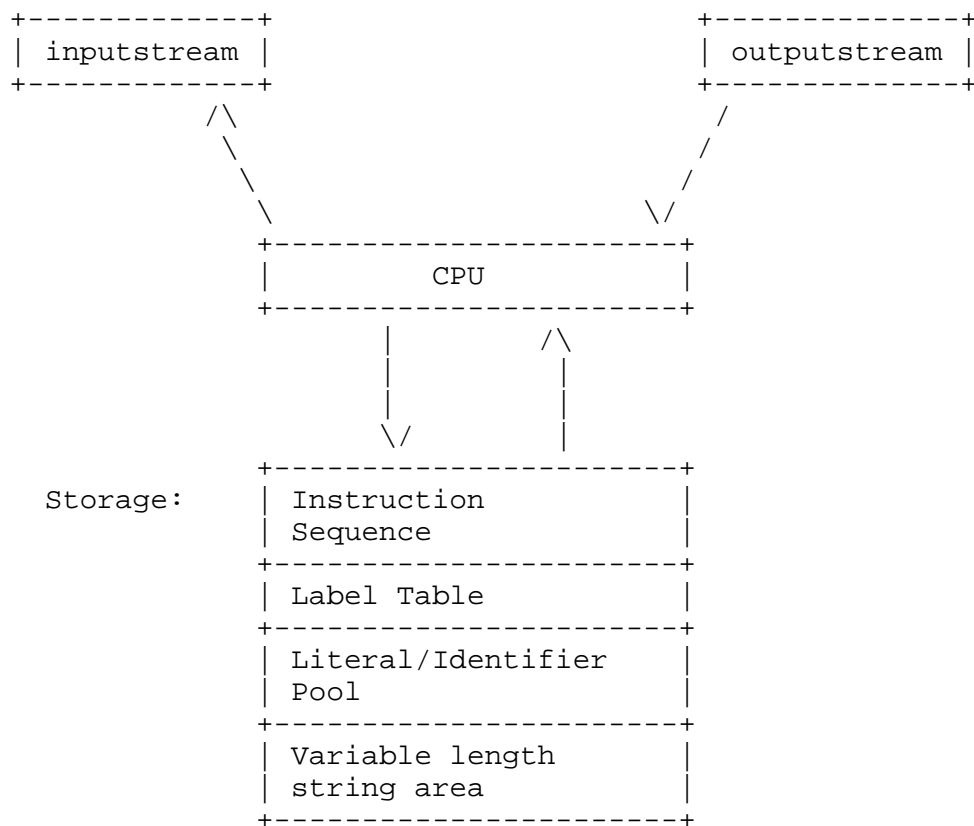 inputstream
outputstream
CPU
Storage:
Instruction
Sequence
Label Table
Literal/Identifier
Pool
Variable length
string area